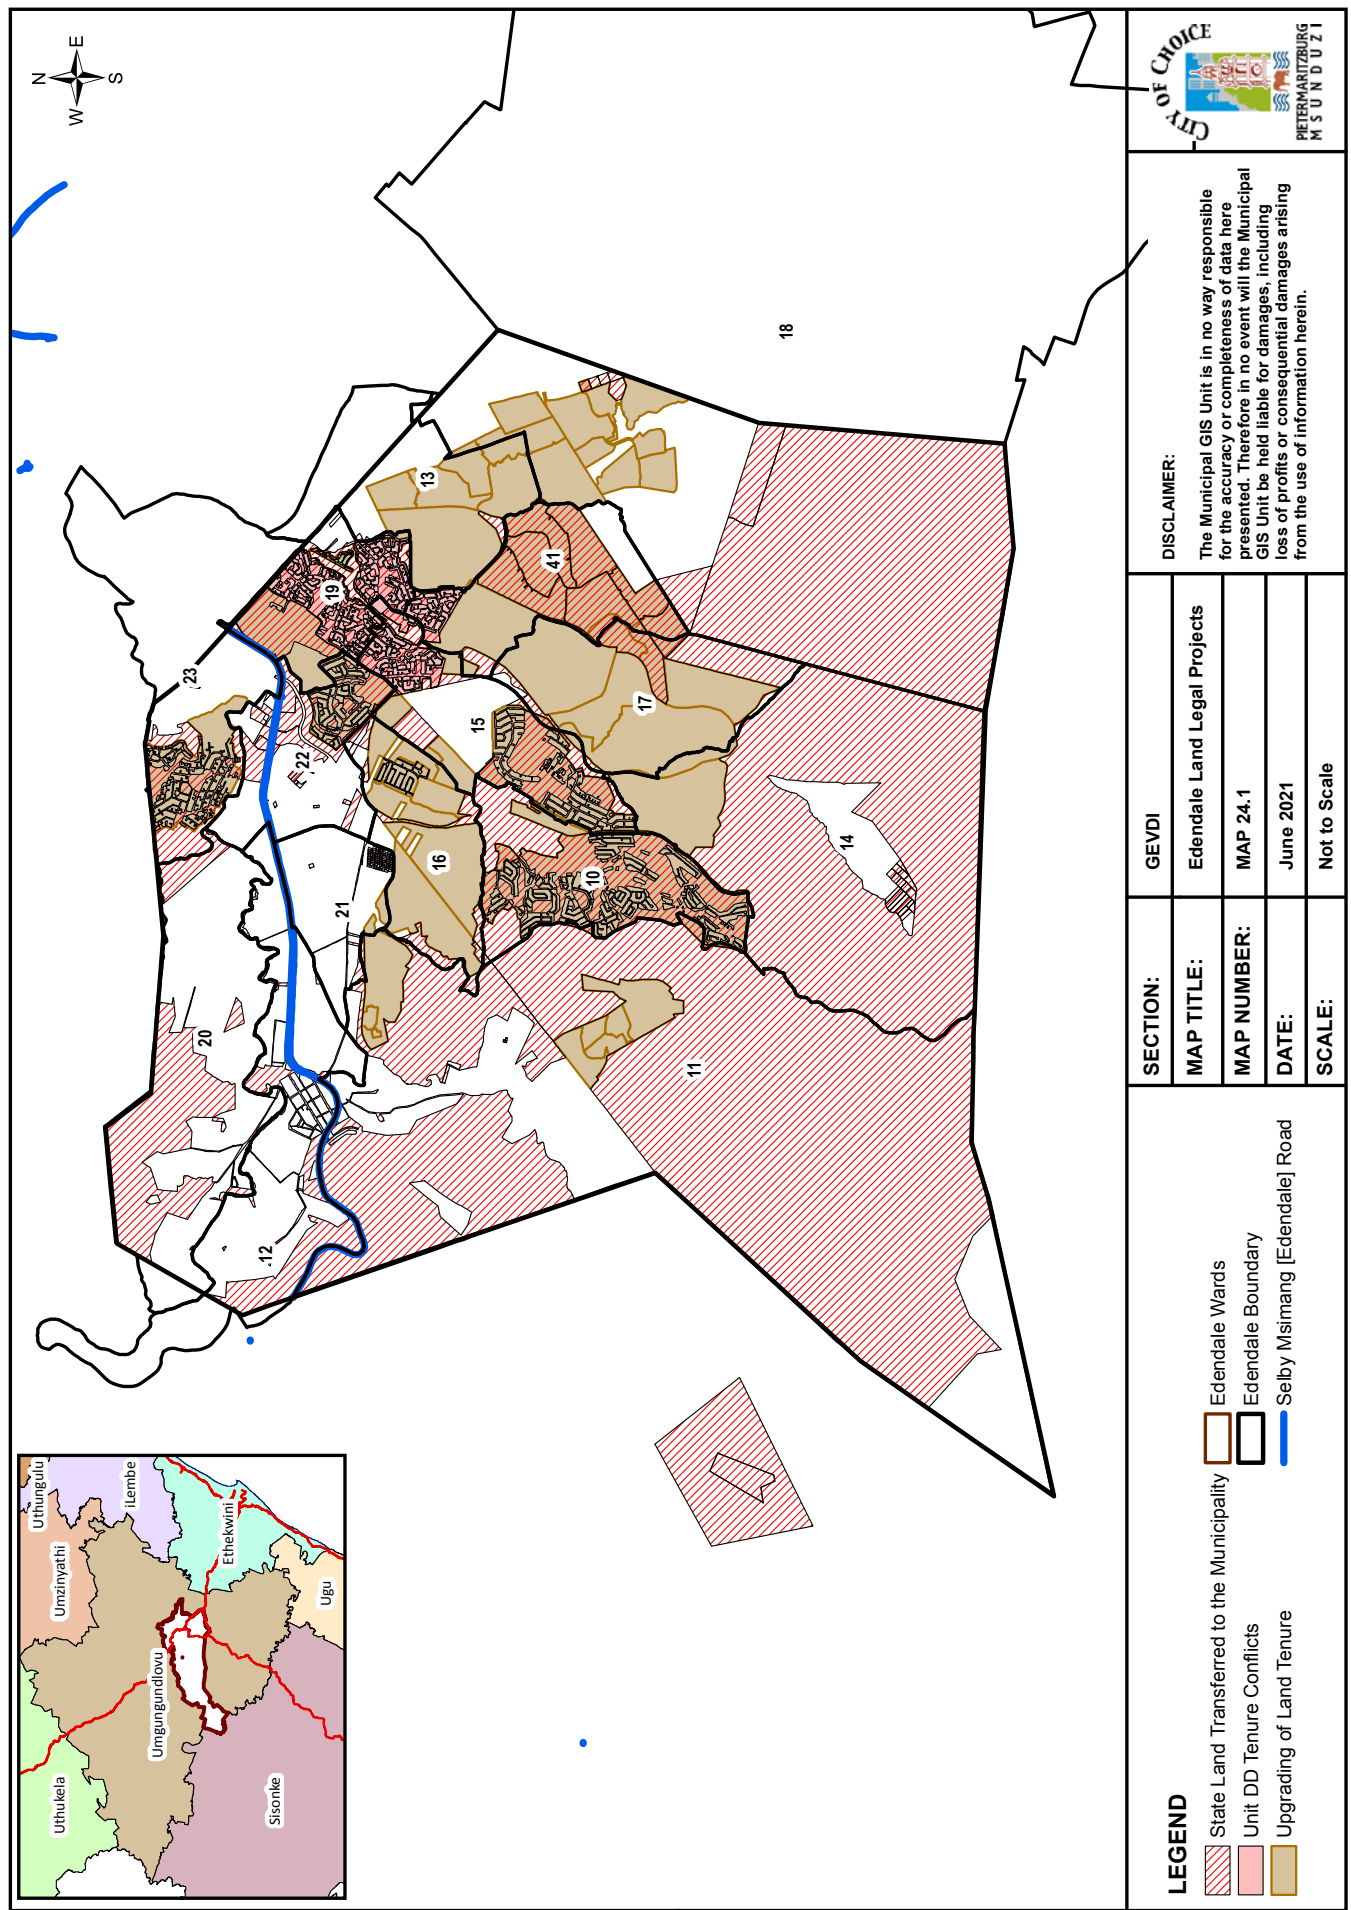 N
W
E
S
23
19
13
22
41
15
17
16
21
10
14
20
11
12
18
Uthungulu
Umzinyathi
iLembe
Ethekwini
Umgungundlovu
Ugu
Uthukela
Sisonke
LEGEND
State Land Transferred to the Municipality
Unit DD Tenure Conflicts
Upgrading of Land Tenure
Edendale Wards
Edendale Boundary
Selby Msimang [Edendale] Road
SECTION:
GEVDI
MAP TITLE:
Edendale Land Legal Projects
MAP NUMBER:
MAP 24.1
DATE:
June 2021
SCALE:
Not to Scale
DISCLAIMER:
The Municipal GIS Unit is in no way responsible
for the accuracy or completeness of data here
presented. Therefore in no event will the Municipal
GIS Unit be held liable for damages, including
loss of profits or consequential damages arising
from the use of information herein.
CITY OF CHOICE
PIETERMARITZBURG
MSUNDUZI